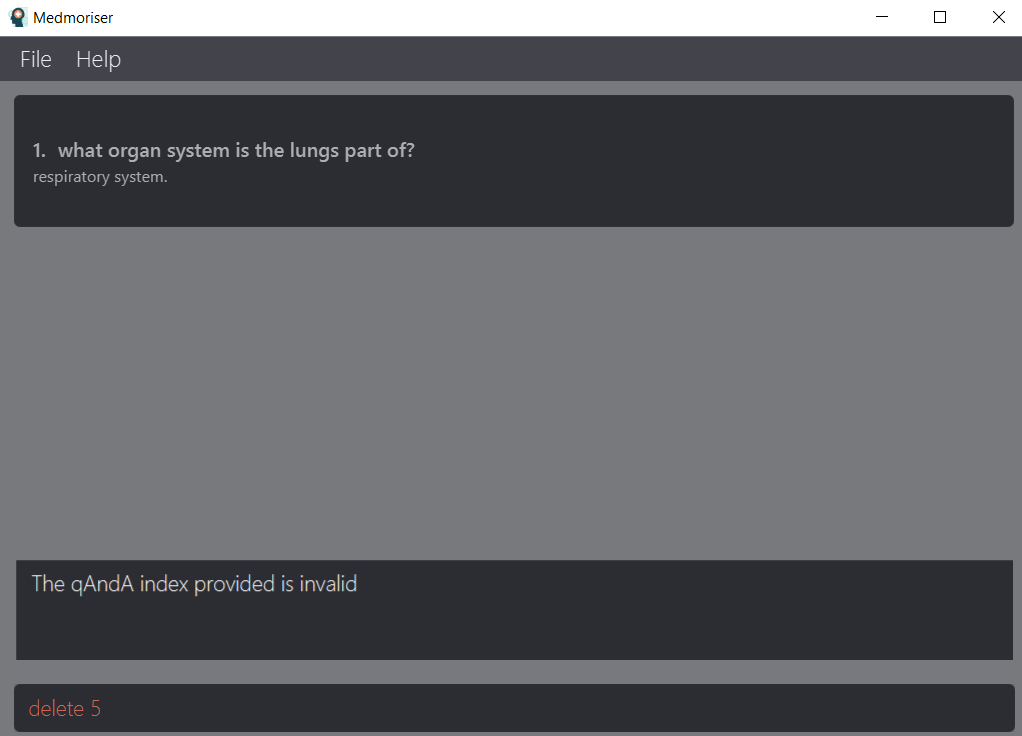 Medmoriser
File Help
1. what organ system is the lungs part of?
respiratory system.
The qAndA index provided is invalid
delete 5